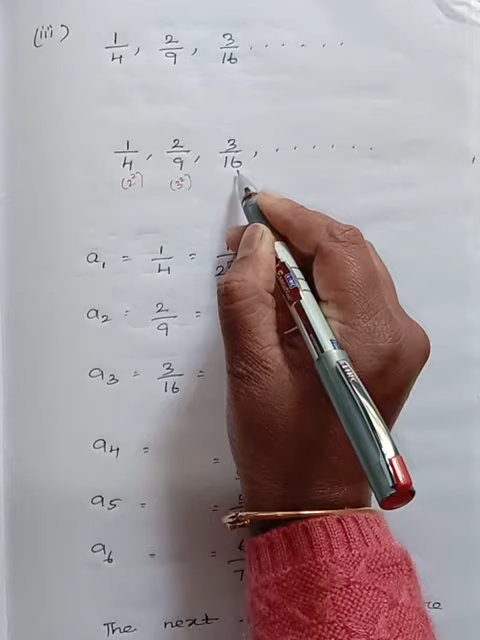 (iii) 1/4, 2/9, 3/16 . . . . . .
1/4, 2/9, 3/16, . . . . . .
(2²) (3²)
a₁ = 1/4 =
a₂ = 2/9 =
a₃ = 3/16 =
a₄ = =
a₅ = =
a₆ = =
The next